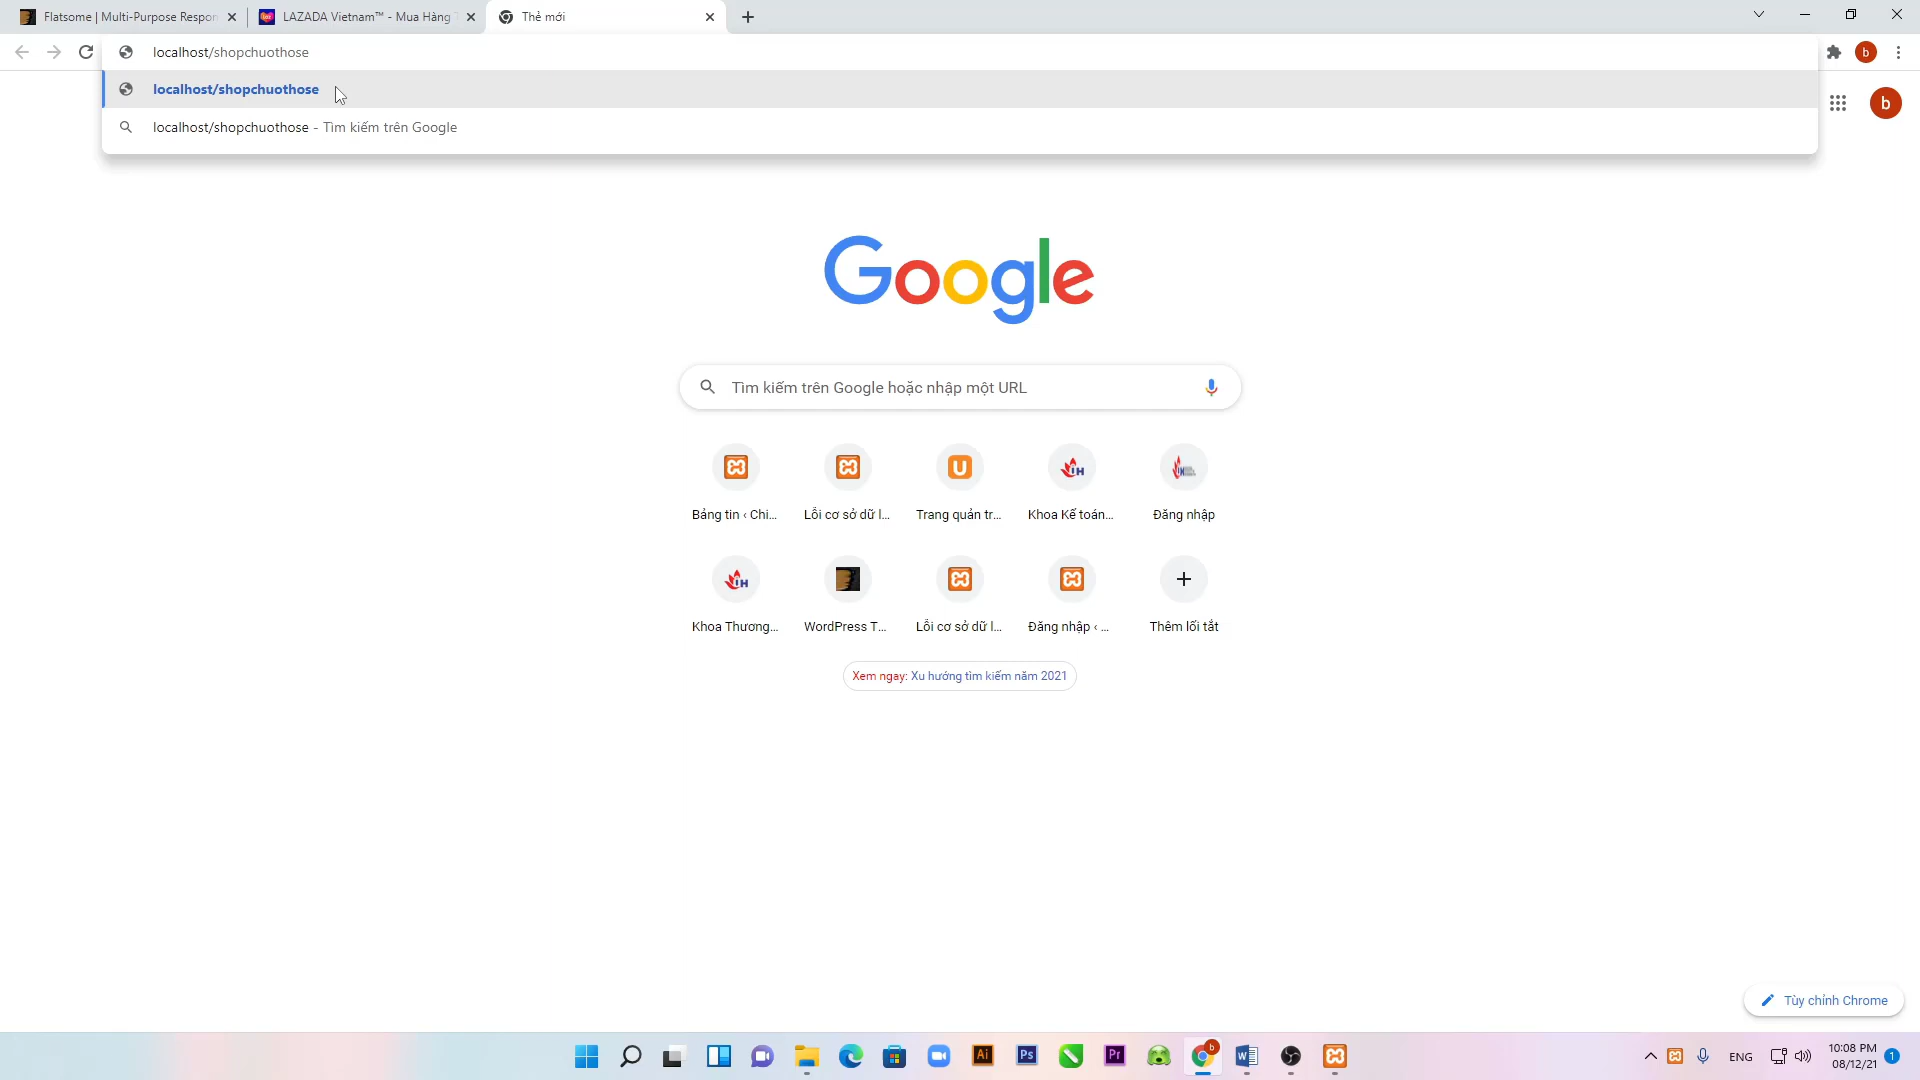 Flatsome | Multi-Purpose Respon
LAZADA Vietnam™ - Mua Hàng T
Thẻ mới
localhost/shopchuothose
b
localhost/shopchuothose
localhost/shopchuothose - Tìm kiếm trên Google
b
Google
Tìm kiếm trên Google hoặc nhập một URL
Bảng tin ‹ Chi...
Lỗi cơ sở dữ l...
Trang quản tr...
Khoa Kế toán...
Đăng nhập
Khoa Thương...
WordPress T...
Lỗi cơ sở dữ l...
Đăng nhập ‹ ...
Thêm lối tắt
Xem ngay: Xu hướng tìm kiếm năm 2021
Tùy chỉnh Chrome
ENG
10:08 PM
08/12/21
1